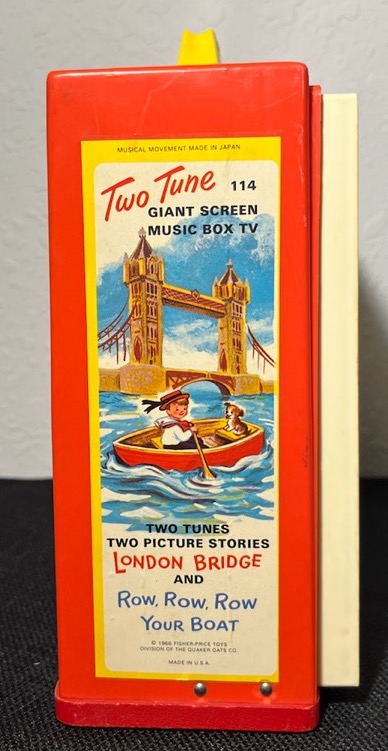 MUSICAL MOVEMENT MADE IN JAPAN
Two Tune 114
GIANT SCREEN
MUSIC BOX TV
TWO TUNES
TWO PICTURE STORIES
LONDON BRIDGE
AND
ROW, ROW, ROW
YOUR BOAT
© 1966 FISHER-PRICE TOYS
DIVISION OF THE QUAKER OATS CO.
MADE IN U.S.A.